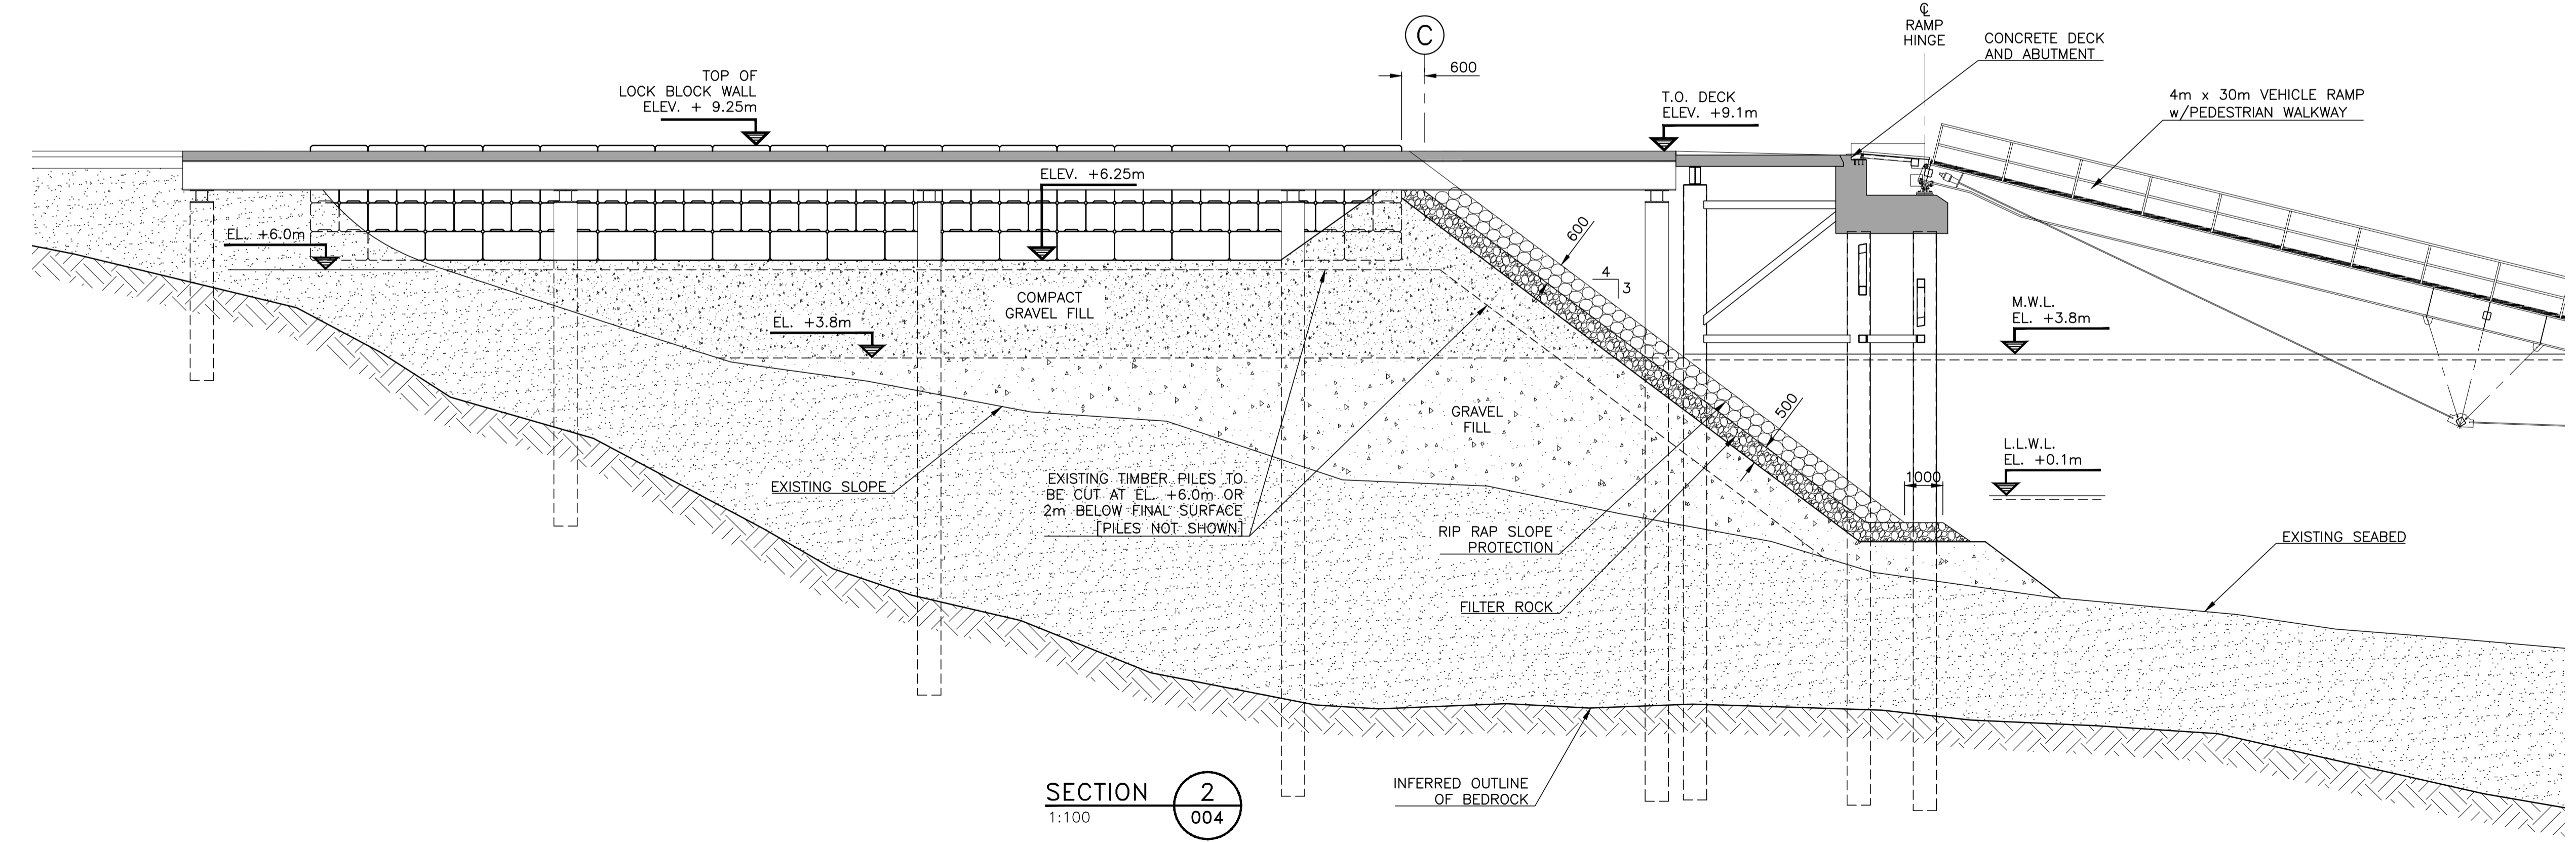 ℄
RAMP
HINGE
C
600
CONCRETE DECK
AND ABUTMENT
TOP OF
LOCK BLOCK WALL
ELEV. + 9.25m
T.O. DECK
ELEV. +9.1m
4m x 30m VEHICLE RAMP
w/PEDESTRIAN WALKWAY
ELEV. +6.25m
EL. +6.0m
600
4
3
COMPACT
GRAVEL FILL
EL. +3.8m
M.W.L.
EL. +3.8m
GRAVEL
FILL
500
L.L.W.L.
EL. +0.1m
1000
EXISTING SLOPE
EXISTING TIMBER PILES TO
BE CUT AT EL. +6.0m OR
2m BELOW FINAL SURFACE
[PILES NOT SHOWN]
RIP RAP SLOPE
PROTECTION
EXISTING SEABED
FILTER ROCK
INFERRED OUTLINE
OF BEDROCK
SECTION
1:100
2
004